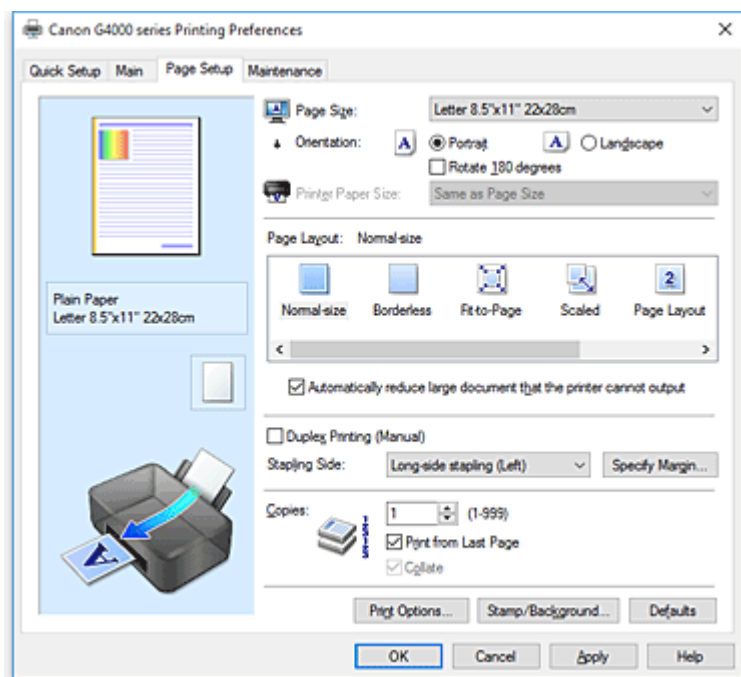 Canon G4000 series Printing Preferences
Quick Setup Main Page Setup Maintenance
Page Size: Letter 8.5"x11" 22x28cm
Orientation: A Portrait A Landscape
Rotate 180 degrees
Printer Paper Size: Same as Page Size
Page Layout: Normal-size
2
Normal-size Borderless Fit-to-Page Scaled Page Layout
Plain Paper
Letter 8.5"x11" 22x28cm
Automatically reduce large document that the printer cannot output
Duplex Printing (Manual)
Stapling Side: Long-side stapling (Left) Specify Margin...
Copies: 1 (1-999)
Print from Last Page
Collate
A
Print Options... Stamp/Background... Defaults
OK Cancel Apply Help